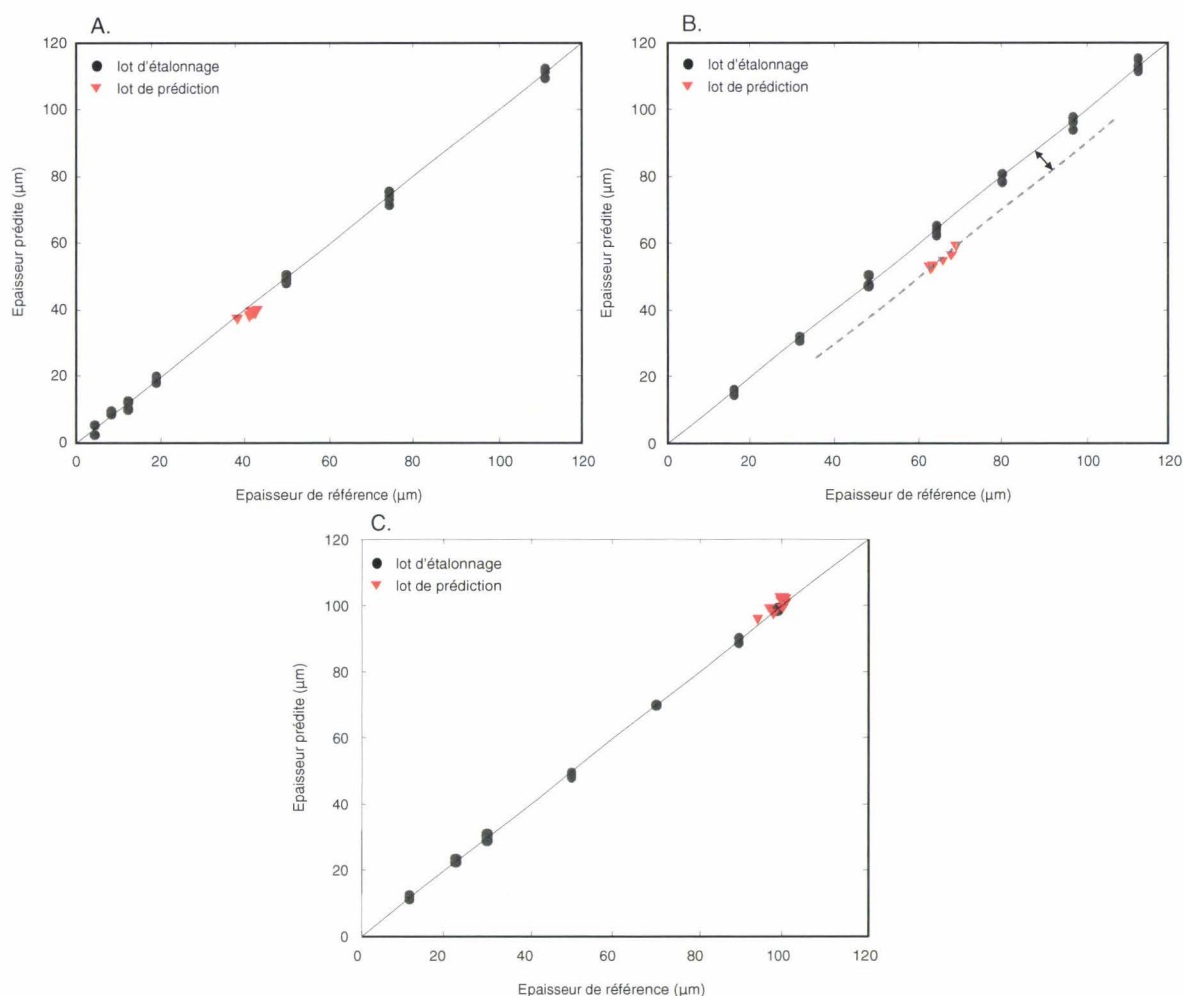 A.
120
100
80
60
40
20
0
0 20 40 60 80 100 120
lot d'étalonnage
lot de prédiction
Epaisseur prédite (µm)
Epaisseur de référence (µm)
B.
120
100
80
60
40
20
0
0 20 40 60 80 100 120
lot d'étalonnage
lot de prédiction
Epaisseur prédite (µm)
Epaisseur de référence (µm)
C.
120
100
80
60
40
20
0
0 20 40 60 80 100 120
lot d'étalonnage
lot de prédiction
Epaisseur prédite (µm)
Epaisseur de référence (µm)